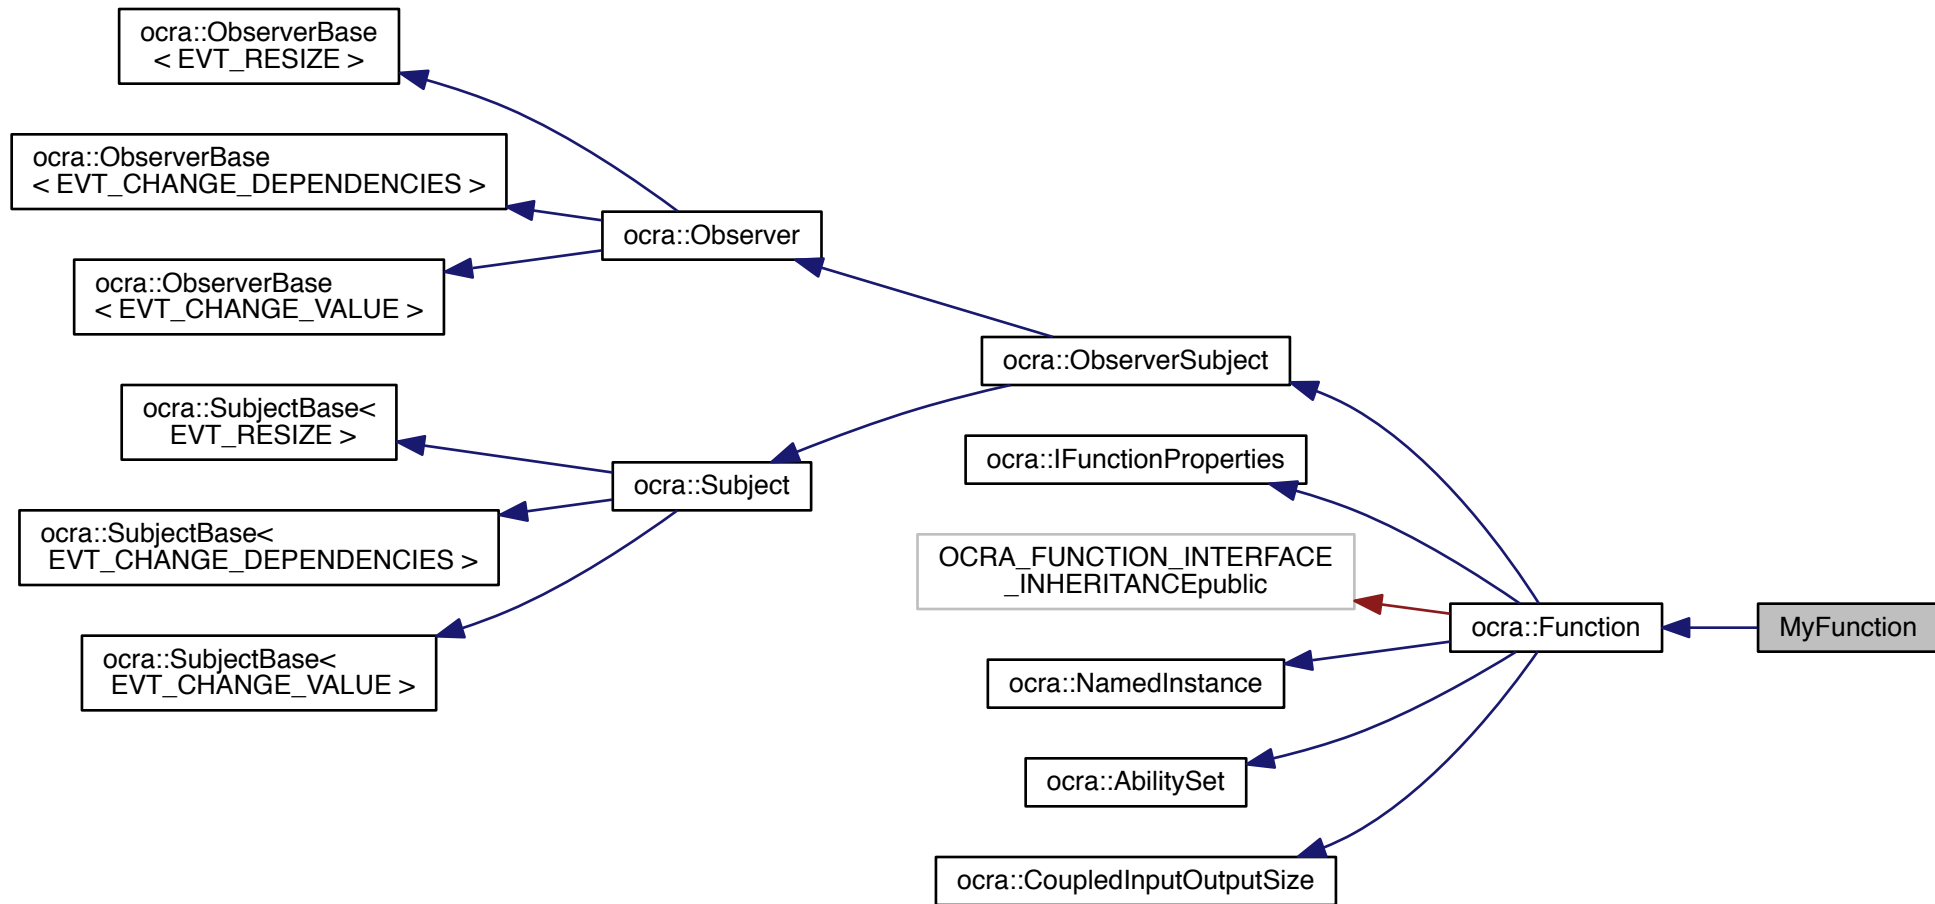 ocra::ObserverBase
< EVT_RESIZE >
ocra::ObserverBase
< EVT_CHANGE_DEPENDENCIES >
ocra::Observer
ocra::ObserverBase
< EVT_CHANGE_VALUE >
ocra::ObserverSubject
ocra::SubjectBase<
EVT_RESIZE >
ocra::IFunctionProperties
ocra::Subject
ocra::SubjectBase<
EVT_CHANGE_DEPENDENCIES >
OCRA_FUNCTION_INTERFACE
_INHERITANCEpublic
ocra::Function
MyFunction
ocra::SubjectBase<
EVT_CHANGE_VALUE >
ocra::NamedInstance
ocra::AbilitySet
ocra::CoupledInputOutputSize